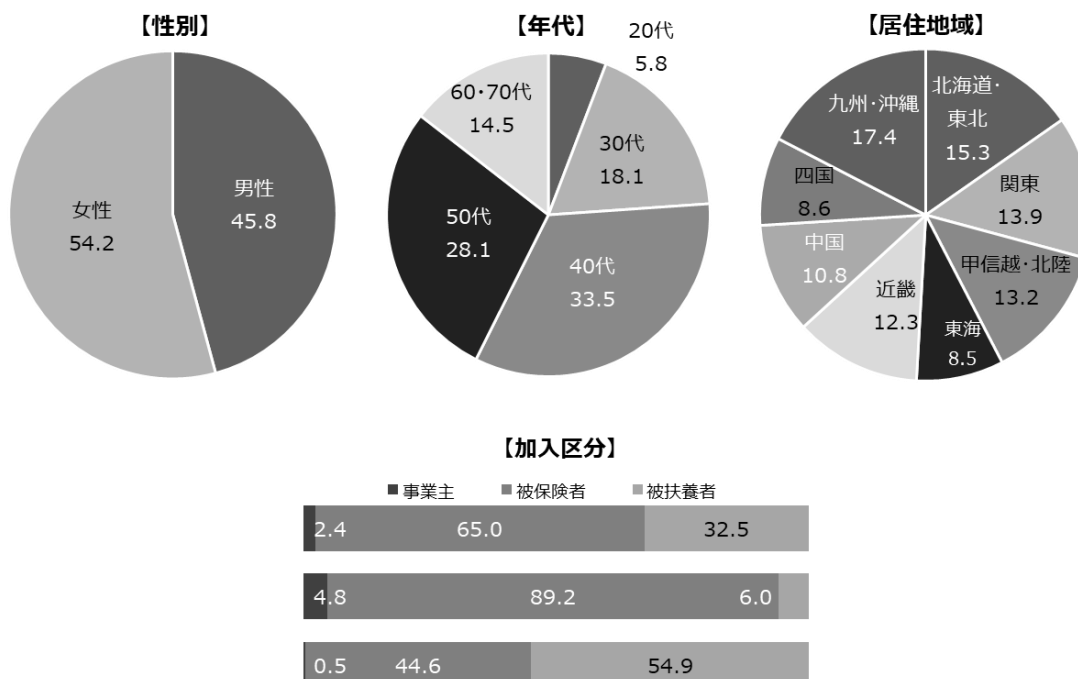 【性別】
男性
45.8
女性
54.2
【年代】
20代
5.8
30代
18.1
40代
33.5
50代
28.1
60・70代
14.5
【居住地域】
北海道・
東北
15.3
関東
13.9
甲信越・北陸
13.2
東海
8.5
近畿
12.3
中国
10.8
四国
8.6
九州・沖縄
17.4
【加入区分】
■事業主 ■被保険者 ■被扶養者
2.4 65.0 32.5
4.8 89.2 6.0
0.5 44.6 54.9